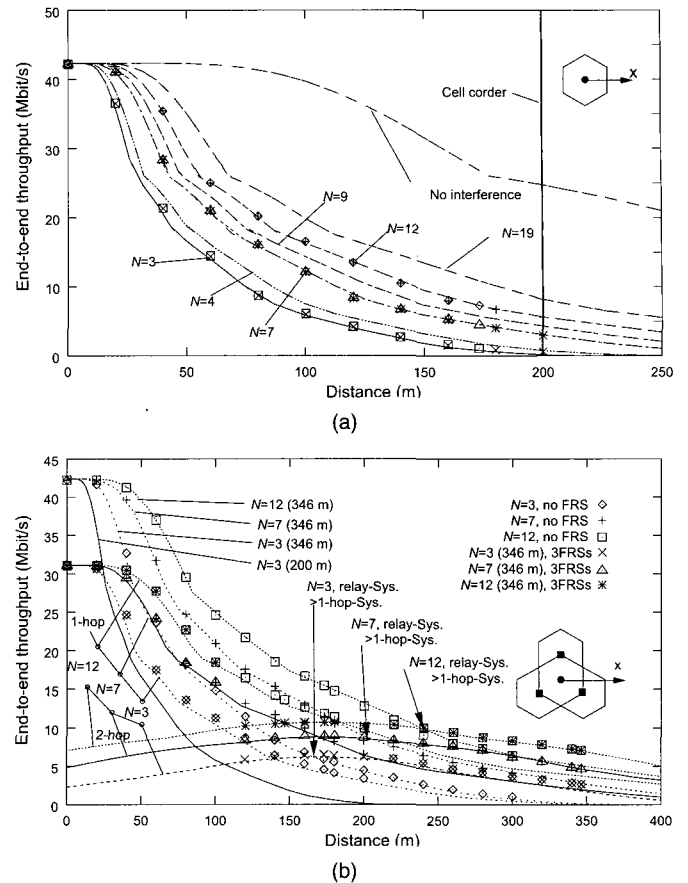 50
End-to-end throughput (Mbit/s)
40
30
20
10
0
Cell corder
X
No interference
N=9
N=12
N=19
N=3
N=4
N=7
0
50
100
150
200
250
Distance (m)
(a)
45
End-to-end throughput (Mbit/s)
40
35
30
25
20
15
10
5
0
N=12 (346 m)
N=7 (346 m)
N=3 (346 m)
N=3 (200 m)
N=3, no FRS
N=7, no FRS
N=12, no FRS
N=3 (346 m), 3FRSs
N=7 (346 m), 3FRSs
N=12 (346 m), 3FRSs
N=3, relay-Sys.
>1-hop-Sys.
N=7, relay-Sys.
>1-hop-Sys.
N=12, relay-Sys.
>1-hop-Sys.
x
1-hop
N=12
N=7
N=3
2-hop
0
50
100
150
200
250
300
350
400
Distance (m)
(b)